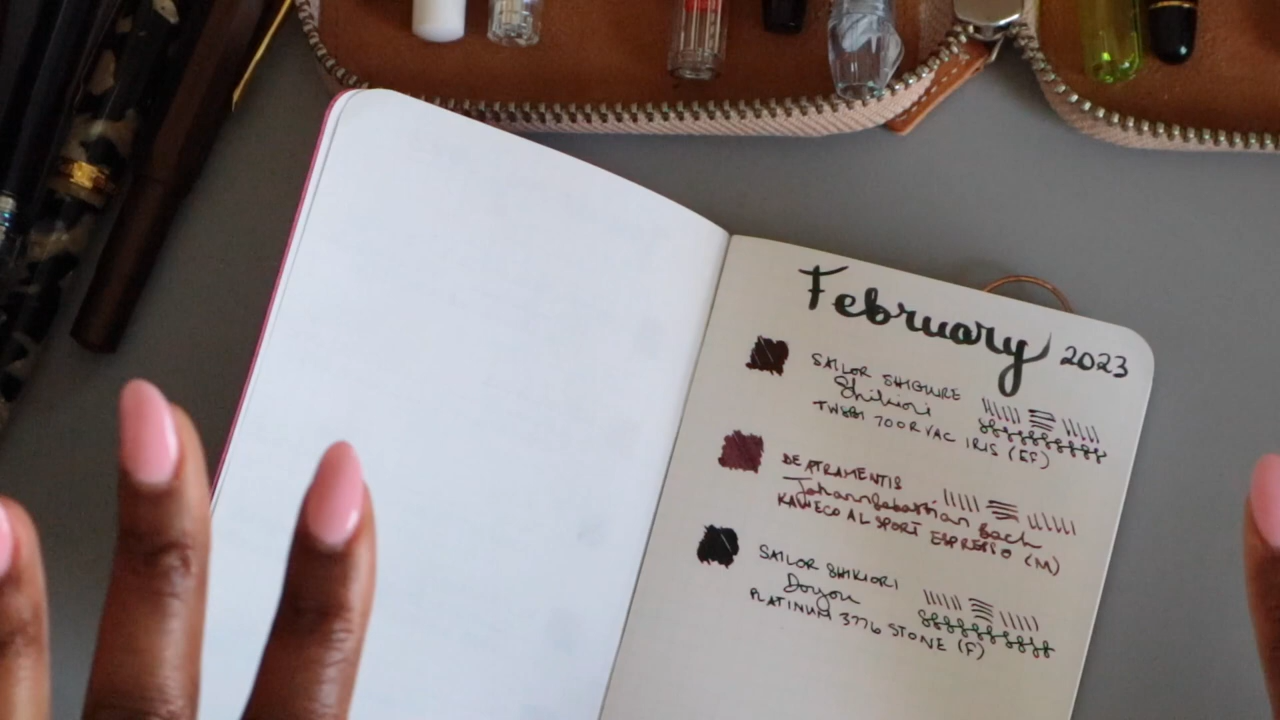 February 2023
SAILOR SHIGURE
Shikiori
TWSBI 700R VAC IRIS (EF)
DE ATRAMENTIS
Johann Sebastian Bach
KAWECO AL SPORT ESPRESSO (M)
SAILOR SHIKIORI
Doyou
PLATINUM 3776 STONE (F)